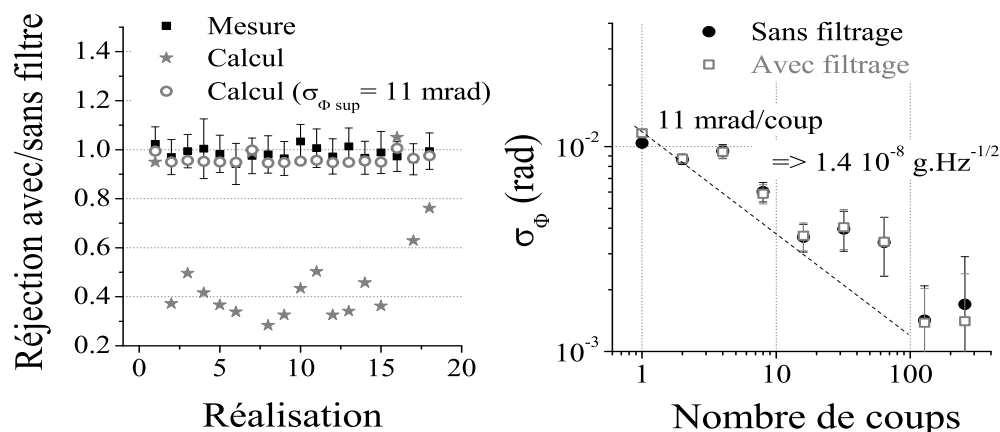 Réjection avec/sans filtre
1.4
1.2
1.0
0.8
0.6
0.4
0.2
0 5 10 15 20
Réalisation
Mesure
Calcul
Calcul (σΦ sup= 11 mrad)
σΦ (rad)
10⁻²
10⁻³
1 10 100
Nombre de coups
Sans filtrage
Avec filtrage
11 mrad/coup
=> 1.4 10⁻⁸ g.Hz⁻¹/²